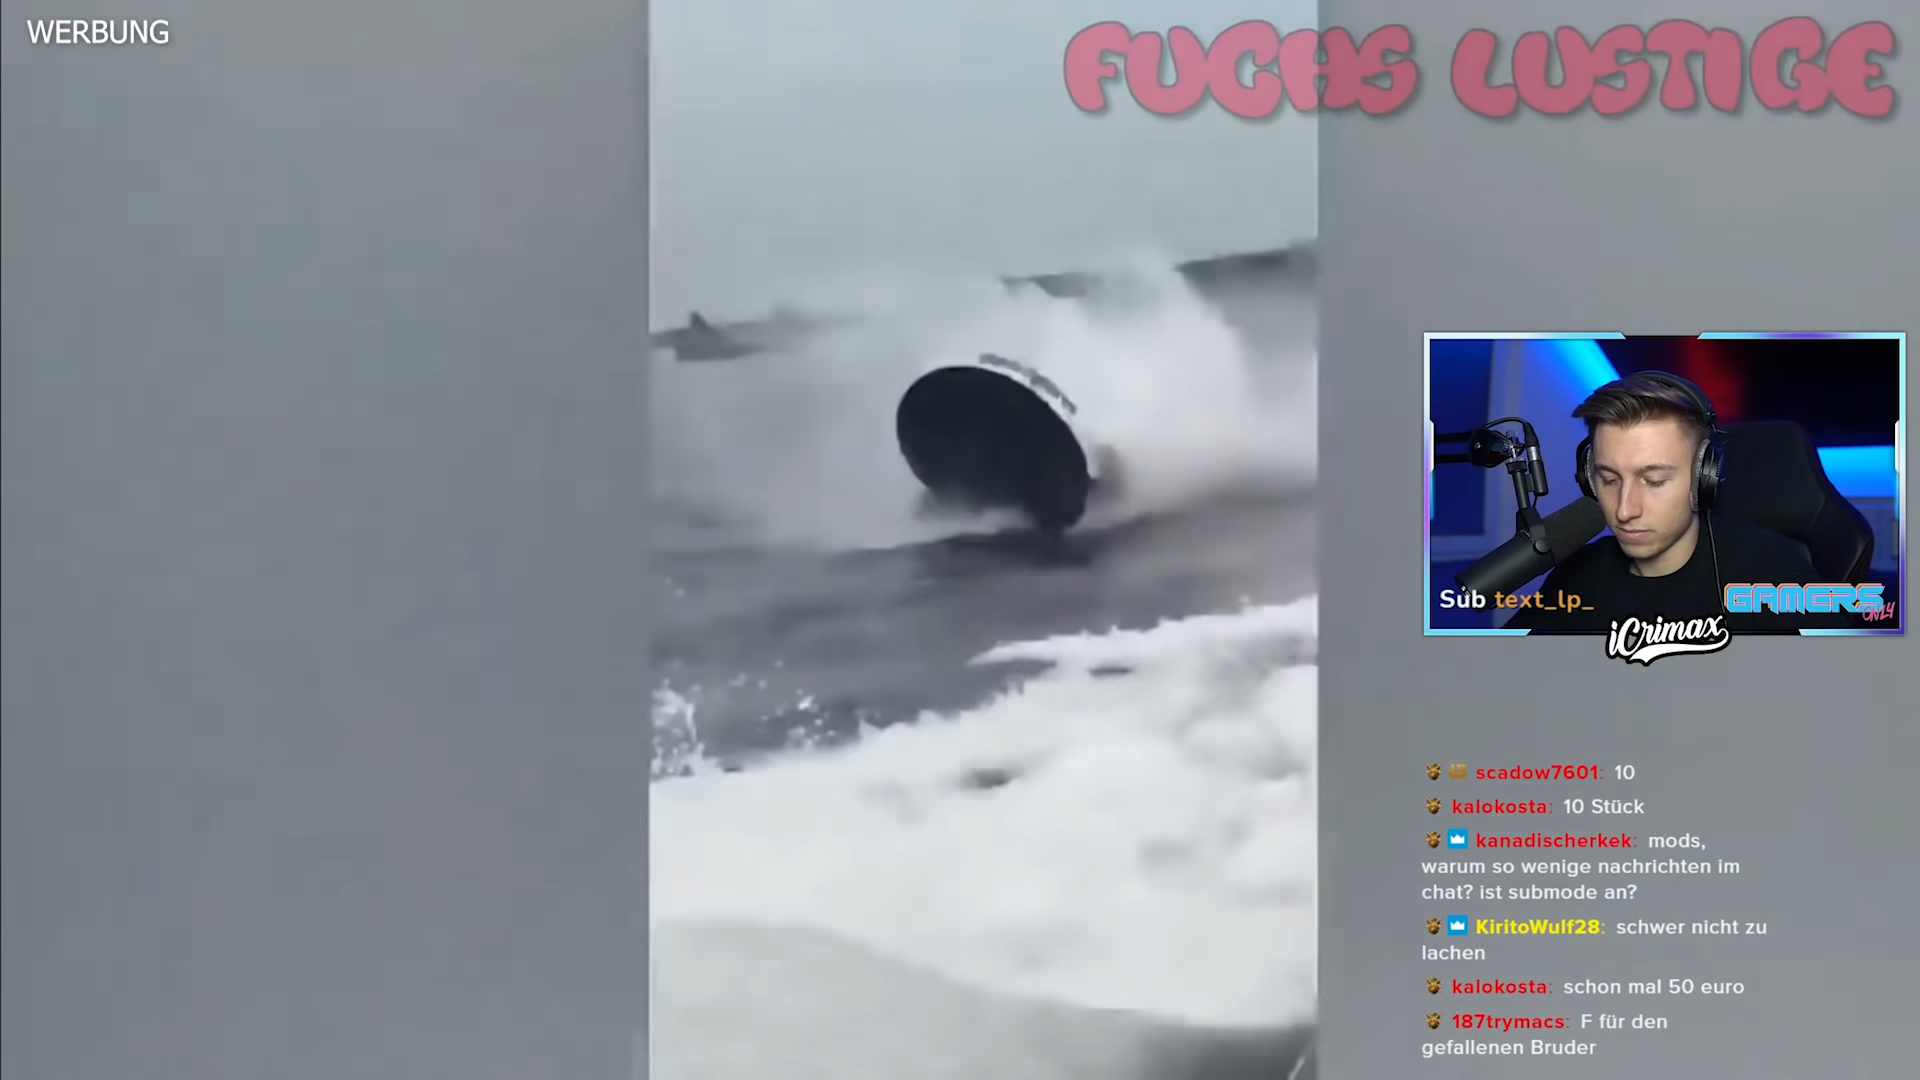 WERBUNG
FUCHS LUSTIGE
Sub text_lp_
GAMERS
ONLY
iCrimax
scadow7601: 10
kalokosta: 10 Stück
kanadischerkek: mods,
warum so wenige nachrichten im
chat? ist submode an?
KiritoWulf28: schwer nicht zu
lachen
kalokosta: schon mal 50 euro
187trymacs: F für den
gefallenen Bruder